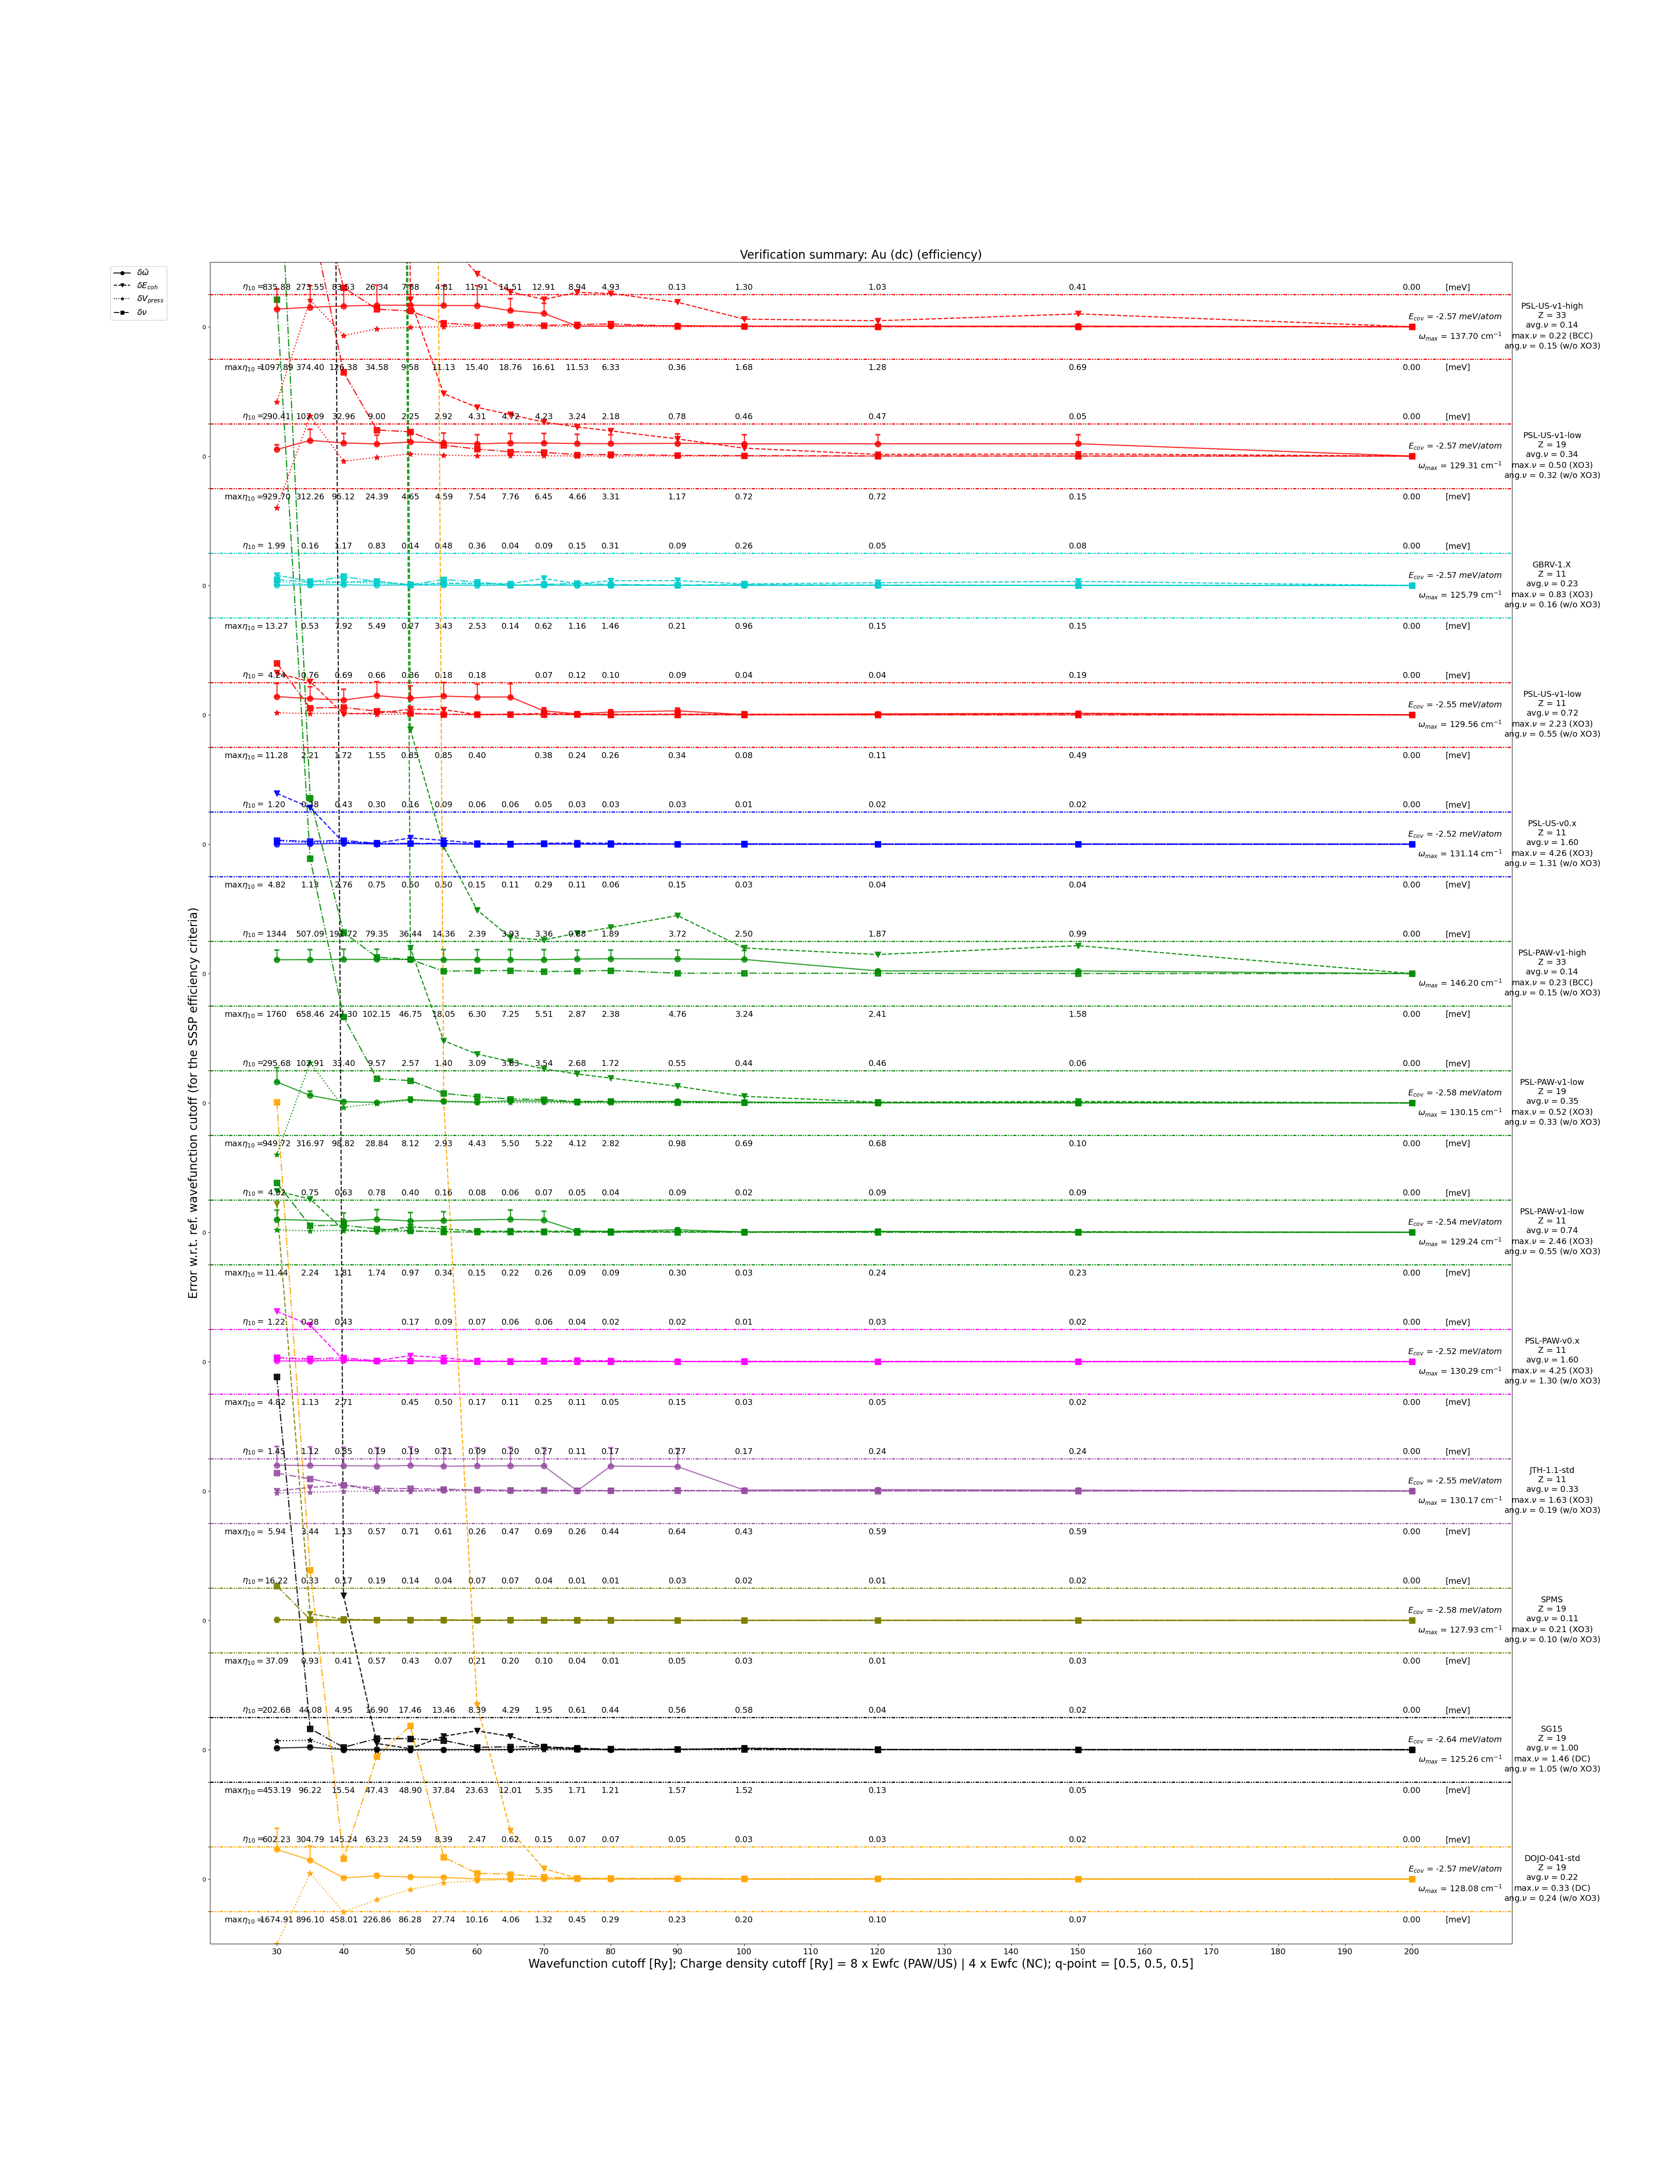 Verification summary: Au (dc) (efficiency)
δω̄
δE_coh
δV_press
δν
Error w.r.t. ref. wavefunction cutoff (for the SSSP efficiency criteria)
η₁₀ = 835.88 273.55 83.53 26.34 7.88 4.81 11.91 14.51 12.91 8.94 4.93 0.13 1.30 1.03 0.41 0.00 [meV]
0
E_cov = -2.57 meV/atom
ω_max = 137.70 cm⁻¹
PSL-US-v1-high
Z = 33
avg.ν = 0.14
max.ν = 0.22 (BCC)
ang.ν = 0.15 (w/o XO3)
maxη₁₀ = 1097.89 374.40 126.38 34.58 9.58 11.13 15.40 18.76 16.61 11.53 6.33 0.36 1.68 1.28 0.69 0.00 [meV]
η₁₀ = 290.41 103.09 32.96 9.00 2.25 2.92 4.31 4.72 4.23 3.24 2.18 0.78 0.46 0.47 0.05 0.00 [meV]
0
E_cov = -2.57 meV/atom
ω_max = 129.31 cm⁻¹
PSL-US-v1-low
Z = 19
avg.ν = 0.34
max.ν = 0.50 (XO3)
ang.ν = 0.32 (w/o XO3)
maxη₁₀ = 929.70 312.26 95.12 24.39 4.65 4.59 7.54 7.76 6.45 4.66 3.31 1.17 0.72 0.72 0.15 0.00 [meV]
η₁₀ = 1.99 0.16 1.17 0.83 0.14 0.48 0.36 0.04 0.09 0.15 0.31 0.09 0.26 0.05 0.08 0.00 [meV]
0
E_cov = -2.57 meV/atom
ω_max = 125.79 cm⁻¹
GBRV-1.X
Z = 11
avg.ν = 0.23
max.ν = 0.83 (XO3)
ang.ν = 0.16 (w/o XO3)
maxη₁₀ = 13.27 0.53 7.92 5.49 0.27 3.43 2.53 0.14 0.62 1.16 1.46 0.21 0.96 0.15 0.15 0.00 [meV]
η₁₀ = 4.24 0.76 0.69 0.66 0.36 0.18 0.18 0.07 0.12 0.10 0.09 0.04 0.04 0.19 0.00 [meV]
0
E_cov = -2.55 meV/atom
ω_max = 129.56 cm⁻¹
PSL-US-v1-low
Z = 11
avg.ν = 0.72
max.ν = 2.23 (XO3)
ang.ν = 0.55 (w/o XO3)
maxη₁₀ = 11.28 2.21 1.72 1.55 0.85 0.85 0.40 0.38 0.24 0.26 0.34 0.08 0.11 0.49 0.00 [meV]
η₁₀ = 1.20 0.43 0.30 0.16 0.09 0.06 0.06 0.05 0.03 0.03 0.03 0.01 0.02 0.02 0.00 [meV]
0
E_cov = -2.52 meV/atom
ω_max = 131.14 cm⁻¹
PSL-US-v0.x
Z = 11
avg.ν = 1.60
max.ν = 4.26 (XO3)
ang.ν = 1.31 (w/o XO3)
maxη₁₀ = 4.82 1.13 2.76 0.75 0.50 0.50 0.15 0.11 0.29 0.11 0.06 0.15 0.03 0.04 0.04 0.00 [meV]
η₁₀ = 1344 507.09 79.35 36.44 14.36 2.39 3.93 3.36 0.88 1.89 3.72 2.50 1.87 0.99 0.00 [meV]
0
ω_max = 146.20 cm⁻¹
PSL-PAW-v1-high
Z = 33
avg.ν = 0.14
max.ν = 0.23 (BCC)
ang.ν = 0.15 (w/o XO3)
maxη₁₀ = 1760 658.46 102.15 46.75 18.05 6.30 7.25 5.51 2.87 2.38 4.76 3.24 2.41 1.58 0.00 [meV]
η₁₀ = 295.68 103.91 33.40 9.57 2.57 1.40 3.09 3.83 3.54 2.68 1.72 0.55 0.44 0.46 0.06 0.00 [meV]
0
E_cov = -2.58 meV/atom
ω_max = 130.15 cm⁻¹
PSL-PAW-v1-low
Z = 19
avg.ν = 0.35
max.ν = 0.52 (XO3)
ang.ν = 0.33 (w/o XO3)
maxη₁₀ = 949.72 316.97 98.82 28.84 8.12 2.93 4.43 5.50 5.22 4.12 2.82 0.98 0.69 0.68 0.10 0.00 [meV]
η₁₀ = 0.75 0.63 0.78 0.40 0.16 0.08 0.06 0.07 0.05 0.04 0.09 0.02 0.09 0.09 0.00 [meV]
0
E_cov = -2.54 meV/atom
ω_max = 129.24 cm⁻¹
PSL-PAW-v1-low
Z = 11
avg.ν = 0.74
max.ν = 2.46 (XO3)
ang.ν = 0.55 (w/o XO3)
maxη₁₀ = 11.44 2.24 1.81 1.74 0.97 0.34 0.15 0.22 0.26 0.09 0.09 0.30 0.03 0.24 0.23 0.00 [meV]
η₁₀ = 1.22 0.28 0.43 0.17 0.09 0.07 0.06 0.06 0.04 0.02 0.02 0.01 0.03 0.02 0.00 [meV]
0
E_cov = -2.52 meV/atom
ω_max = 130.29 cm⁻¹
PSL-PAW-v0.x
Z = 11
avg.ν = 1.60
max.ν = 4.25 (XO3)
ang.ν = 1.30 (w/o XO3)
maxη₁₀ = 4.82 1.13 2.71 0.45 0.50 0.17 0.11 0.25 0.11 0.05 0.15 0.03 0.05 0.02 0.00 [meV]
η₁₀ = 1.45 1.12 0.35 0.19 0.19 0.21 0.09 0.20 0.27 0.11 0.17 0.27 0.17 0.24 0.24 0.00 [meV]
0
E_cov = -2.55 meV/atom
ω_max = 130.17 cm⁻¹
JTH-1.1-std
Z = 11
avg.ν = 0.33
max.ν = 1.63 (XO3)
ang.ν = 0.19 (w/o XO3)
maxη₁₀ = 5.94 3.44 1.13 0.57 0.71 0.61 0.26 0.47 0.69 0.26 0.44 0.64 0.43 0.59 0.59 0.00 [meV]
η₁₀ = 16.22 0.33 0.17 0.19 0.14 0.04 0.07 0.07 0.04 0.01 0.01 0.03 0.02 0.01 0.02 0.00 [meV]
0
E_cov = -2.58 meV/atom
ω_max = 127.93 cm⁻¹
SPMS
Z = 19
avg.ν = 0.11
max.ν = 0.21 (XO3)
ang.ν = 0.10 (w/o XO3)
maxη₁₀ = 37.09 0.93 0.41 0.57 0.43 0.07 0.21 0.20 0.10 0.04 0.01 0.05 0.03 0.01 0.03 0.00 [meV]
η₁₀ = 202.68 44.08 4.95 16.90 17.46 13.46 8.39 4.29 1.95 0.61 0.44 0.56 0.58 0.04 0.02 0.00 [meV]
0
E_cov = -2.64 meV/atom
ω_max = 125.26 cm⁻¹
SG15
Z = 19
avg.ν = 1.00
max.ν = 1.46 (DC)
ang.ν = 1.05 (w/o XO3)
maxη₁₀ = 453.19 96.22 15.54 47.43 48.90 37.84 23.63 12.01 5.35 1.71 1.21 1.57 1.52 0.13 0.05 0.00 [meV]
η₁₀ = 602.23 304.79 145.24 63.23 24.59 8.39 2.47 0.62 0.15 0.07 0.07 0.05 0.03 0.03 0.02 0.00 [meV]
0
E_cov = -2.57 meV/atom
ω_max = 128.08 cm⁻¹
DOJO-041-std
Z = 19
avg.ν = 0.22
max.ν = 0.33 (DC)
ang.ν = 0.24 (w/o XO3)
maxη₁₀ = 1674.91 896.10 458.01 226.86 86.28 27.74 10.16 4.06 1.32 0.45 0.29 0.23 0.20 0.10 0.07 0.00 [meV]
30 40 50 60 70 80 90 100 110 120 130 140 150 160 170 180 190 200
Wavefunction cutoff [Ry]; Charge density cutoff [Ry] = 8 x Ewfc (PAW/US) | 4 x Ewfc (NC); q-point = [0.5, 0.5, 0.5]